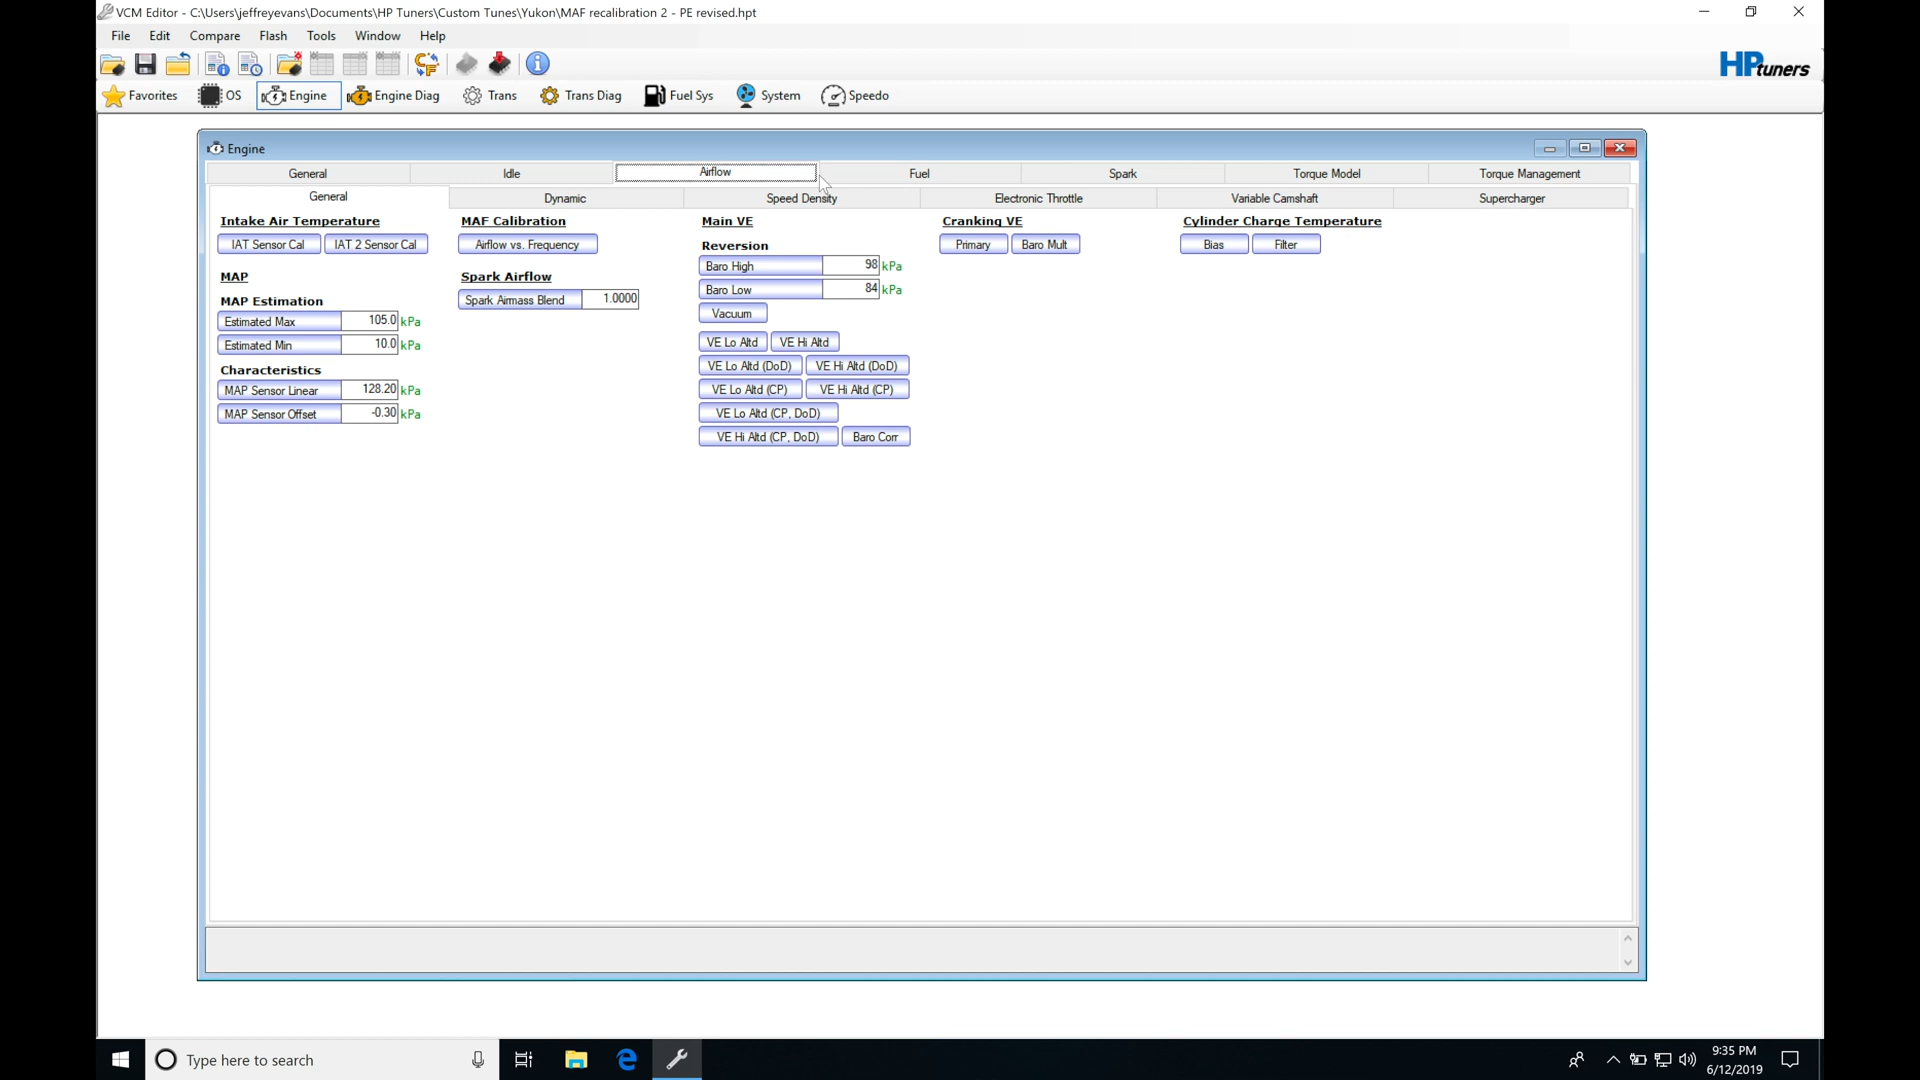 VCM Editor - C:\Users\jeffreyevans\Documents\HP Tuners\Custom Tunes\Yukon\MAF recalibration 2 - PE revised.hpt
File Edit Compare Flash Tools Window Help
HPtuners
Favorites OS Engine Engine Diag Trans Trans Diag Fuel Sys System Speedo
Engine
General Idle Airflow Fuel Spark Torque Model Torque Management
General Dynamic Speed Density Electronic Throttle Variable Camshaft Supercharger
Intake Air Temperature
IAT Sensor Cal IAT 2 Sensor Cal
MAP
MAP Estimation
Estimated Max 105.0 kPa
Estimated Min 10.0 kPa
Characteristics
MAP Sensor Linear 128.20 kPa
MAP Sensor Offset -0.30 kPa
MAF Calibration
Airflow vs. Frequency
Spark Airflow
Spark Airmass Blend 1.0000
Main VE
Reversion
Baro High 98 kPa
Baro Low 84 kPa
Vacuum
VE Lo Altd VE Hi Altd
VE Lo Altd (DoD) VE Hi Altd (DoD)
VE Lo Altd (CP) VE Hi Altd (CP)
VE Lo Altd (CP, DoD)
VE Hi Altd (CP, DoD) Baro Corr
Cranking VE
Primary Baro Mult
Cylinder Charge Temperature
Bias Filter
Type here to search
9:35 PM
6/12/2019